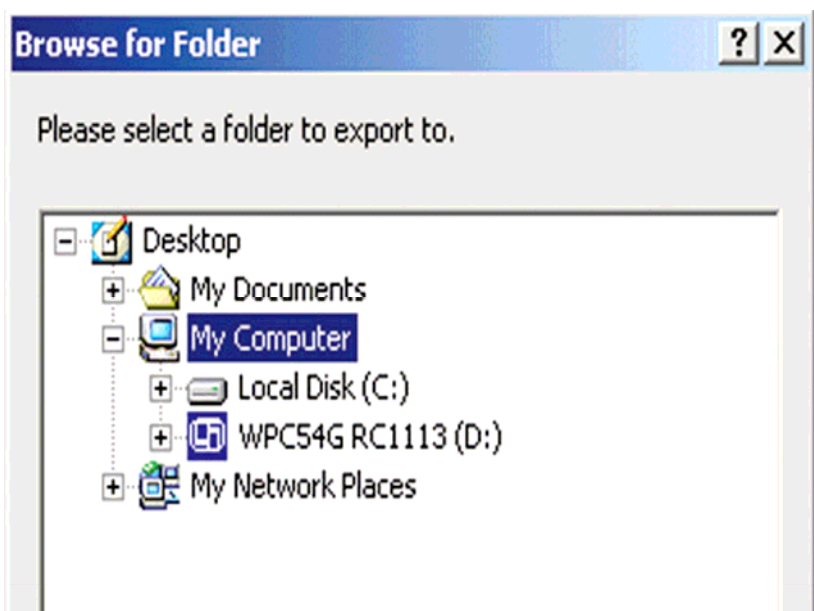 Browse for Folder
Please select a folder to export to.
Desktop
My Documents
My Computer
Local Disk (C:)
WPC54G RC1113 (D:)
My Network Places